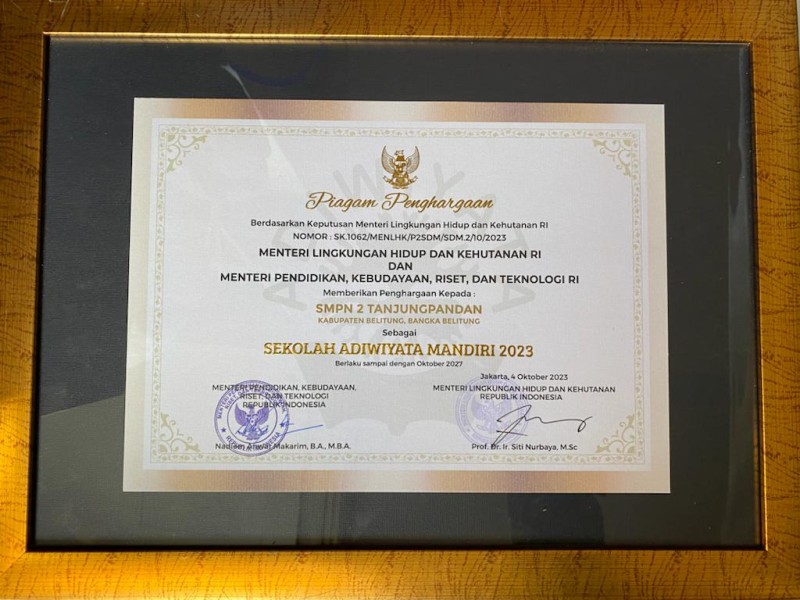 Piagam Penghargaan
Berdasarkan Keputusan Menteri Lingkungan Hidup dan Kehutanan RI
NOMOR : SK.1062/MENLHK/P2SDM/SDM.2/10/2023
MENTERI LINGKUNGAN HIDUP DAN KEHUTANAN RI
DAN
MENTERI PENDIDIKAN, KEBUDAYAAN, RISET, DAN TEKNOLOGI RI
Memberikan Penghargaan Kepada :
SMPN 2 TANJUNGPANDAN
KABUPATEN BELITUNG, BANGKA BELITUNG
Sebagai
SEKOLAH ADIWIYATA MANDIRI 2023
Berlaku sampai dengan Oktober 2027
Jakarta, 4 Oktober 2023
MENTERI PENDIDIKAN, KEBUDAYAAN,
RISET, DAN TEKNOLOGI
REPUBLIK INDONESIA
Nadiem Anwar Makarim, B.A., M.B.A.
MENTERI LINGKUNGAN HIDUP DAN KEHUTANAN
REPUBLIK INDONESIA
Prof. Dr. Ir. Siti Nurbaya, M.Sc